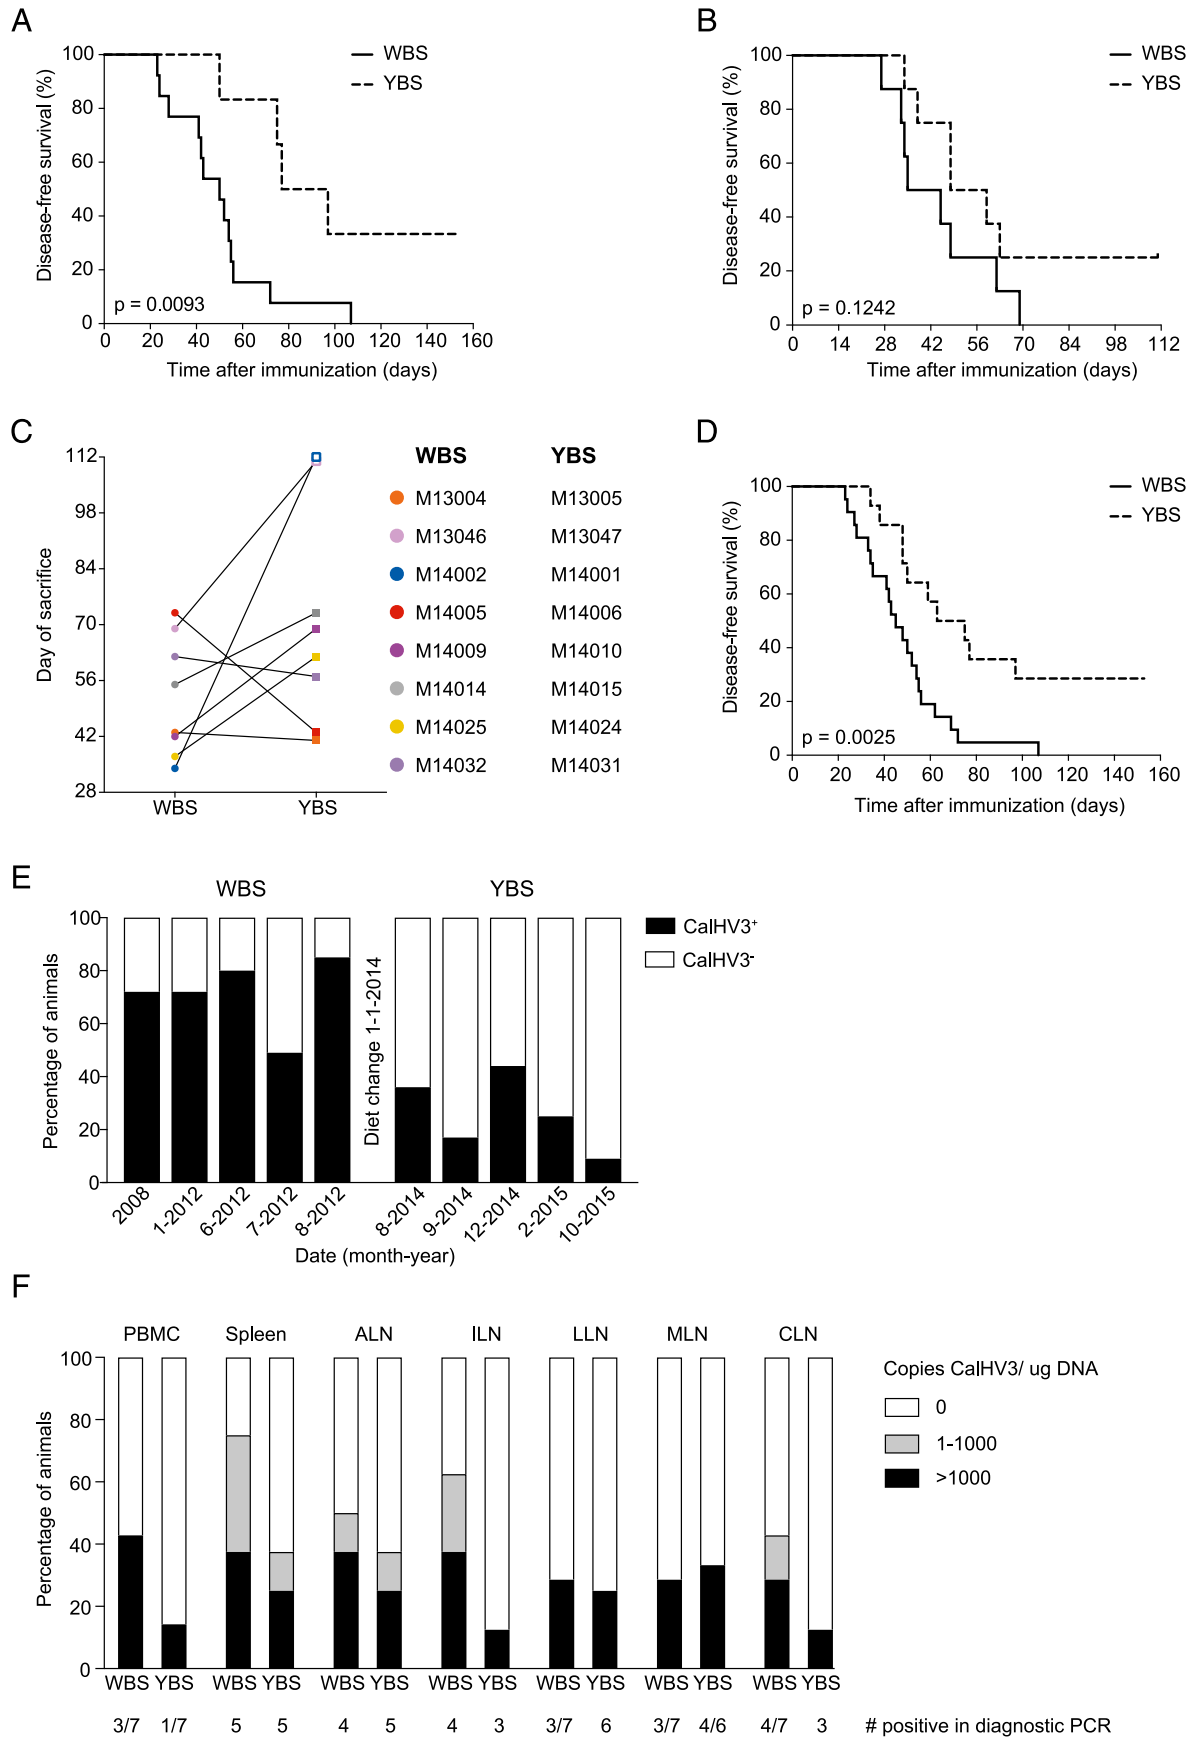 A
Disease-free survival (%)
100
80
60
40
20
0
WBS
YBS
p = 0.0093
0 20 40 60 80 100 120 140 160
Time after immunization (days)
B
Disease-free survival (%)
100
80
60
40
20
0
WBS
YBS
p = 0.1242
0 14 28 42 56 70 84 98 112
Time after immunization (days)
C
Day of sacrifice
112
98
84
70
56
42
28
WBS YBS
WBS YBS
M13004 M13005
M13046 M13047
M14002 M14001
M14005 M14006
M14009 M14010
M14014 M14015
M14025 M14024
M14032 M14031
D
Disease-free survival (%)
100
80
60
40
20
0
WBS
YBS
p = 0.0025
0 20 40 60 80 100 120 140 160
Time after immunization (days)
E
WBS YBS
Percentage of animals
100
80
60
40
20
0
Diet change 1-1-2014
CalHV3+
CalHV3-
2008 1-2012 6-2012 7-2012 8-2012 8-2014 9-2014 12-2014 2-2015 10-2015
Date (month-year)
F
PBMC Spleen ALN ILN LLN MLN CLN
Percentage of animals
100
80
60
40
20
0
Copies CalHV3/ ug DNA
0
1-1000
>1000
WBS YBS WBS YBS WBS YBS WBS YBS WBS YBS WBS YBS WBS YBS
3/7 1/7 5 5 4 5 4 3 3/7 6 3/7 4/6 4/7 3 # positive in diagnostic PCR